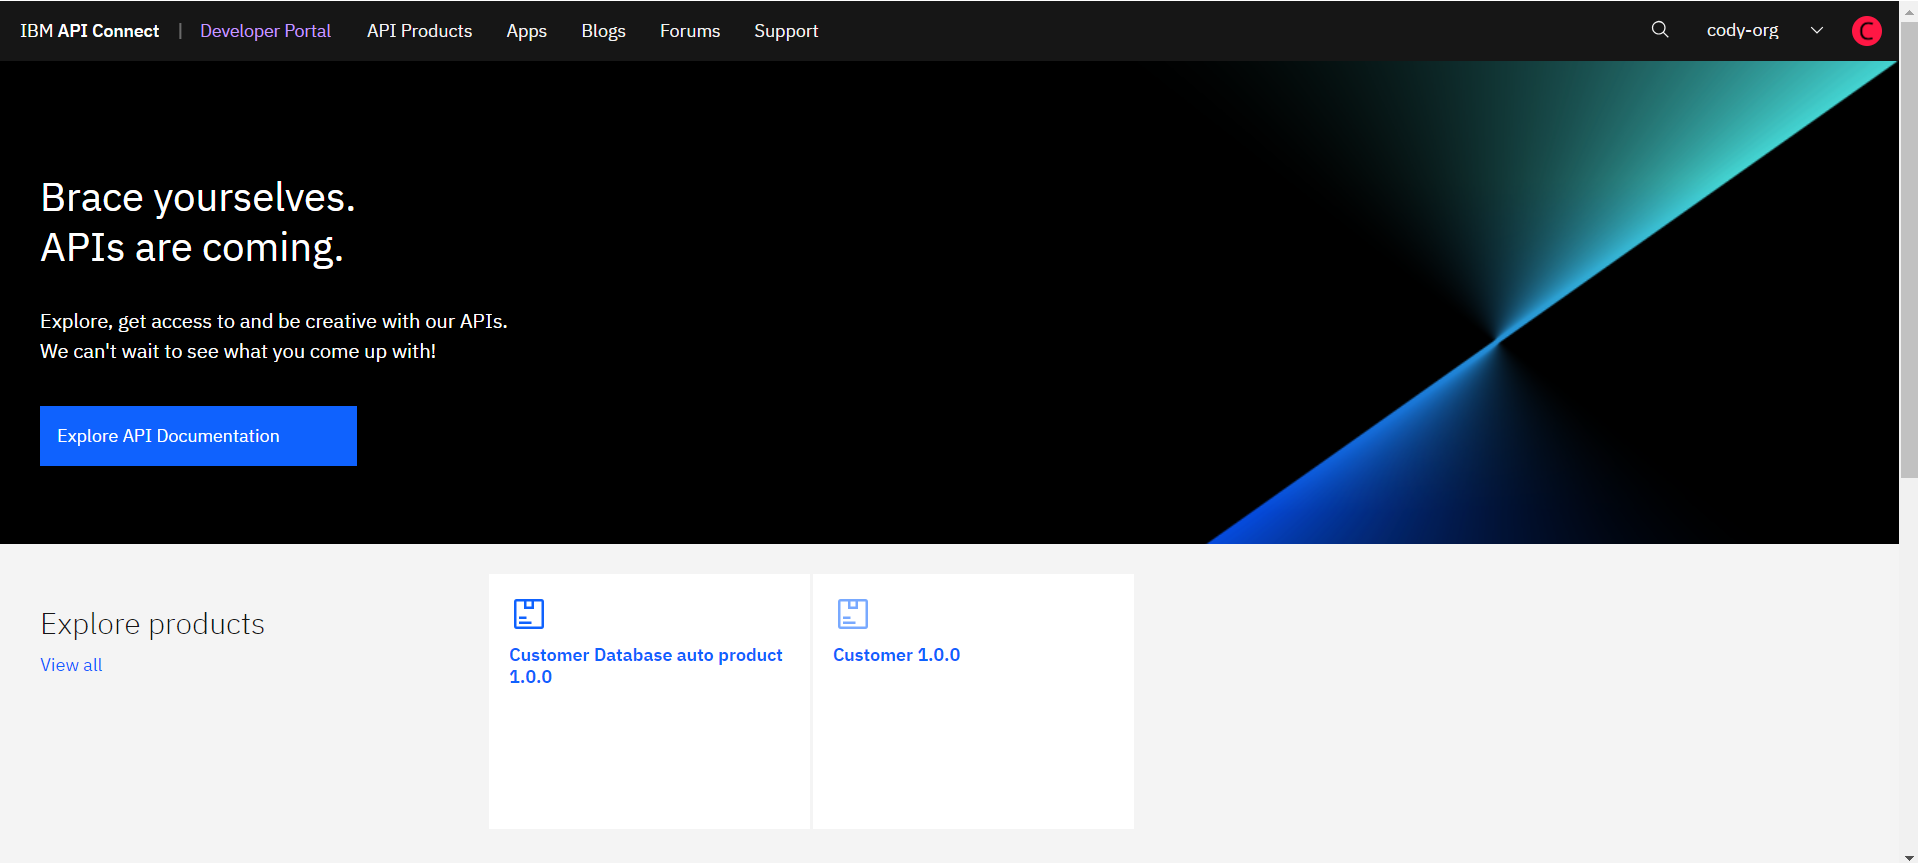 IBM API Connect | Developer Portal API Products Apps Blogs Forums Support cody-org C
Brace yourselves.
APIs are coming.
Explore, get access to and be creative with our APIs.
We can't wait to see what you come up with!
Explore API Documentation
Explore products
View all
Customer Database auto product
1.0.0
Customer 1.0.0